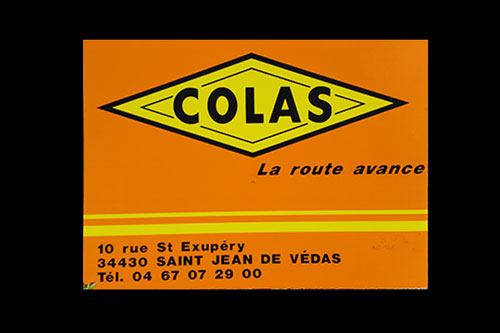 COLAS
La route avance
10 rue St Exupéry
34430 SAINT JEAN DE VÉDAS
Tél. 04 67 07 29 00